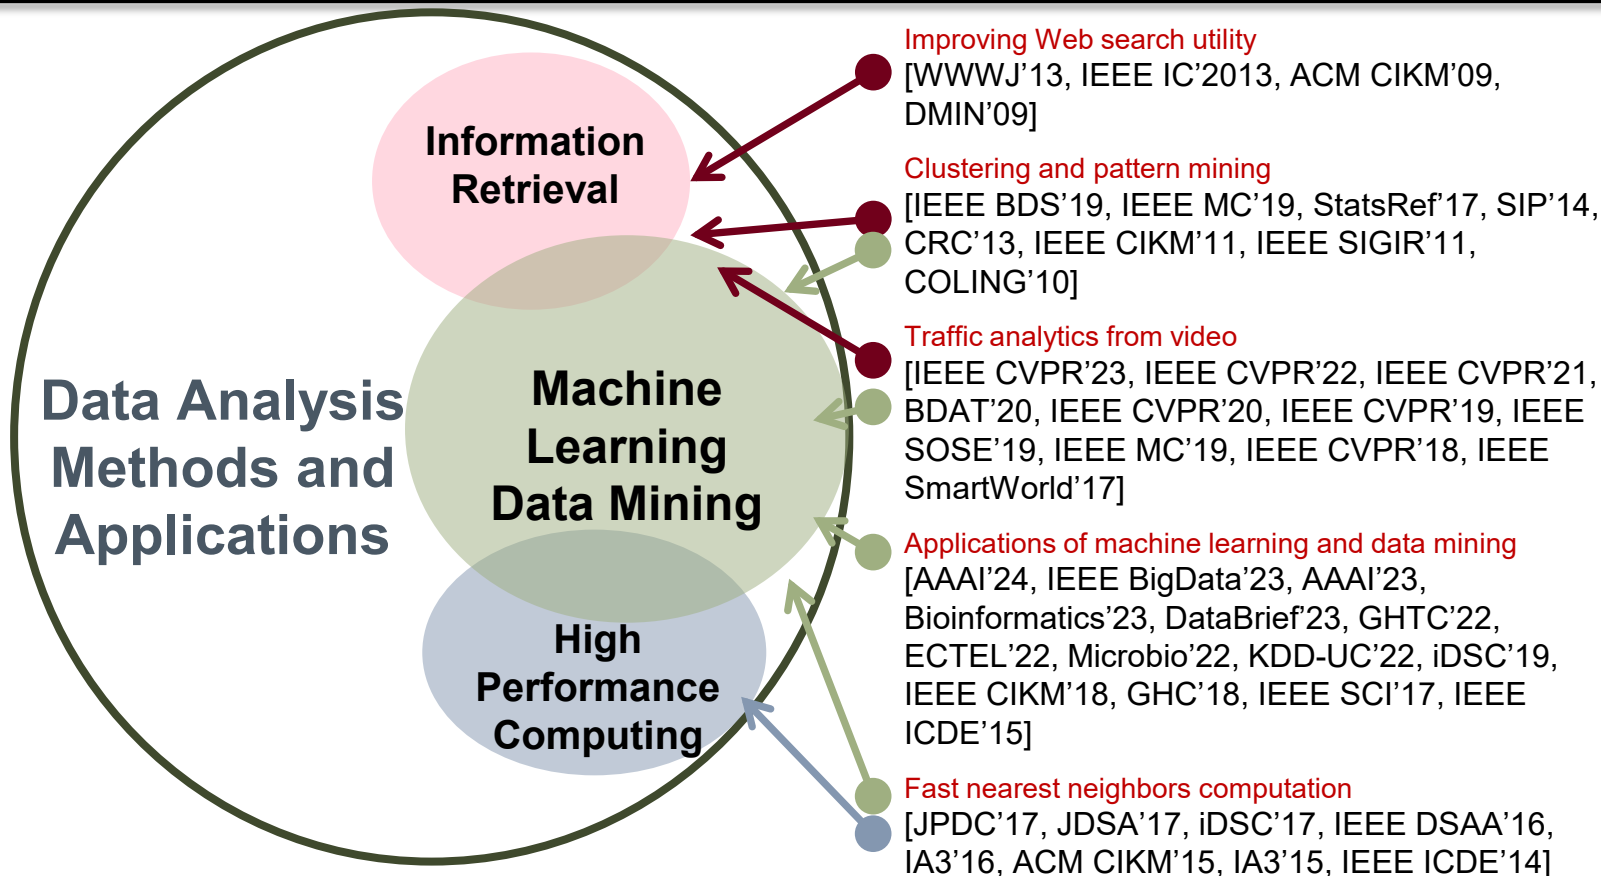 Information
Retrieval
Machine
Learning
Data Mining
Data Analysis
Methods and
Applications
High
Performance
Computing
Improving Web search utility
[WWWJ’13, IEEE IC’2013, ACM CIKM’09,
DMIN’09]
Clustering and pattern mining
[IEEE BDS’19, IEEE MC’19, StatsRef’17, SIP’14,
CRC’13, IEEE CIKM’11, IEEE SIGIR’11,
COLING’10]
Traffic analytics from video
[IEEE CVPR’23, IEEE CVPR’22, IEEE CVPR’21,
BDAT’20, IEEE CVPR’20, IEEE CVPR’19, IEEE
SOSE’19, IEEE MC’19, IEEE CVPR’18, IEEE
SmartWorld’17]
Applications of machine learning and data mining
[AAAI’24, IEEE BigData’23, AAAI’23,
Bioinformatics’23, DataBrief’23, GHTC’22,
ECTEL’22, Microbio’22, KDD-UC’22, iDSC’19,
IEEE CIKM’18, GHC’18, IEEE SCI’17, IEEE
ICDE’15]
Fast nearest neighbors computation
[JPDC’17, JDSA’17, iDSC’17, IEEE DSAA’16,
IA3’16, ACM CIKM’15, IA3’15, IEEE ICDE’14]